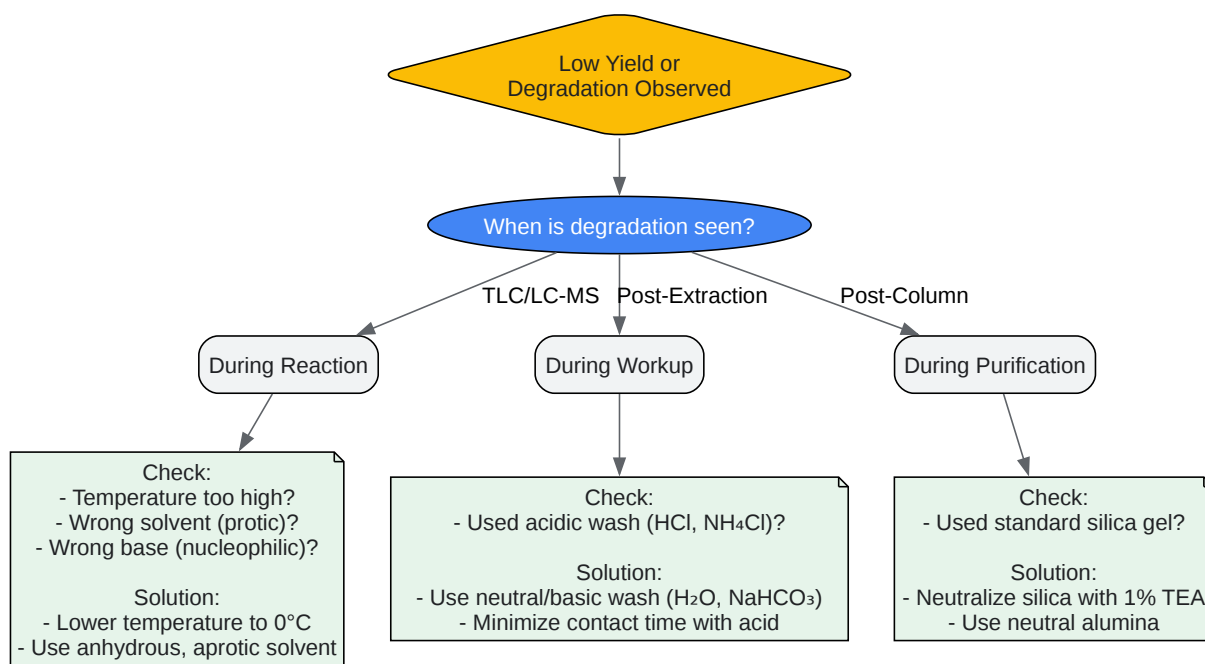 Low Yield or
Degradation Observed
When is degradation seen?
TLC/LC-MS
Post-Extraction
Post-Column
During Reaction
During Workup
During Purification
Check:
- Temperature too high?
- Wrong solvent (protic)?
- Wrong base (nucleophilic)?
Solution:
- Lower temperature to 0°C
- Use anhydrous, aprotic solvent
Check:
- Used acidic wash (HCl, NH₄Cl)?
Solution:
- Use neutral/basic wash (H₂O, NaHCO₃)
- Minimize contact time with acid
Check:
- Used standard silica gel?
Solution:
- Neutralize silica with 1% TEA
- Use neutral alumina